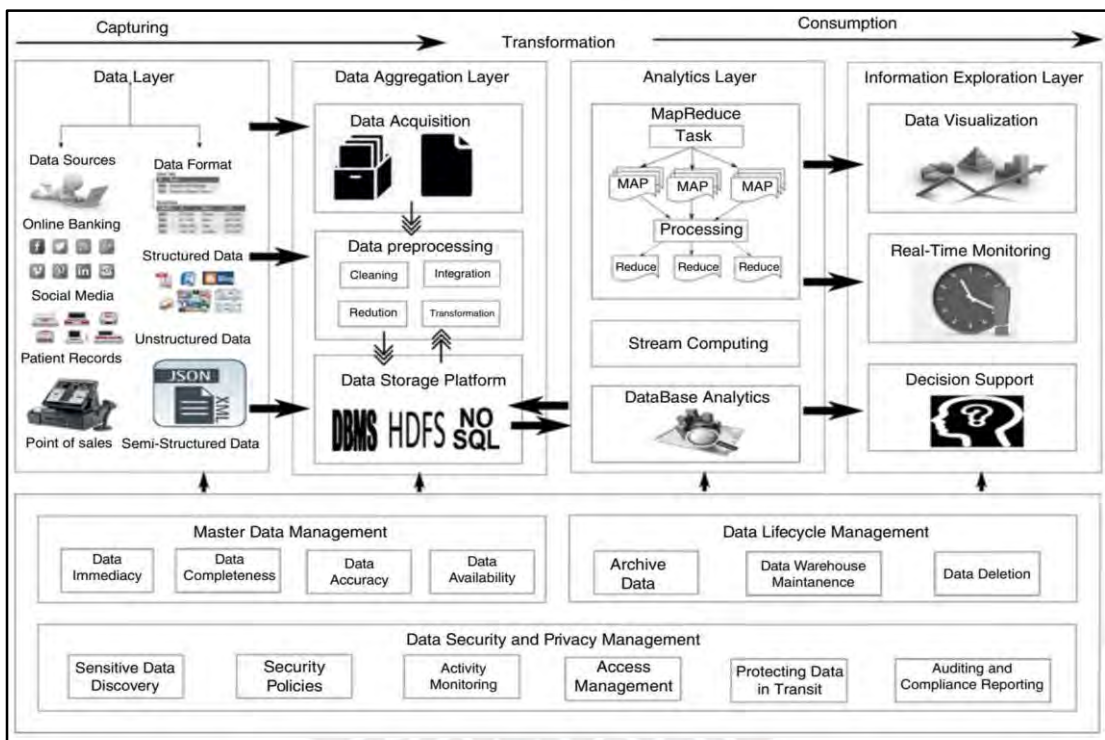 Capturing
Transformation
Consumption
Data Layer
Data Sources
Online Banking
Social Media
Patient Records
Point of sales
Data Format
Structured Data
Unstructured Data
JSON
XML
Semi-Structured Data
Data Aggregation Layer
Data Acquisition
Data preprocessing
Cleaning
Integration
Redution
Transformation
Data Storage Platform
DBMS
HDFS
NO
SQL
Analytics Layer
MapReduce
Task
MAP
MAP
MAP
Processing
Reduce
Reduce
Reduce
Stream Computing
DataBase Analytics
Information Exploration Layer
Data Visualization
Real-Time Monitoring
Decision Support
Master Data Management
Data
Immediacy
Data
Completeness
Data
Accuracy
Data
Availability
Data Lifecycle Management
Archive
Data
Data Warehouse
Maintanence
Data Deletion
Data Security and Privacy Management
Sensitive Data
Discovery
Security
Policies
Activity
Monitoring
Access
Management
Protecting Data
in Transit
Auditing and
Compliance Reporting